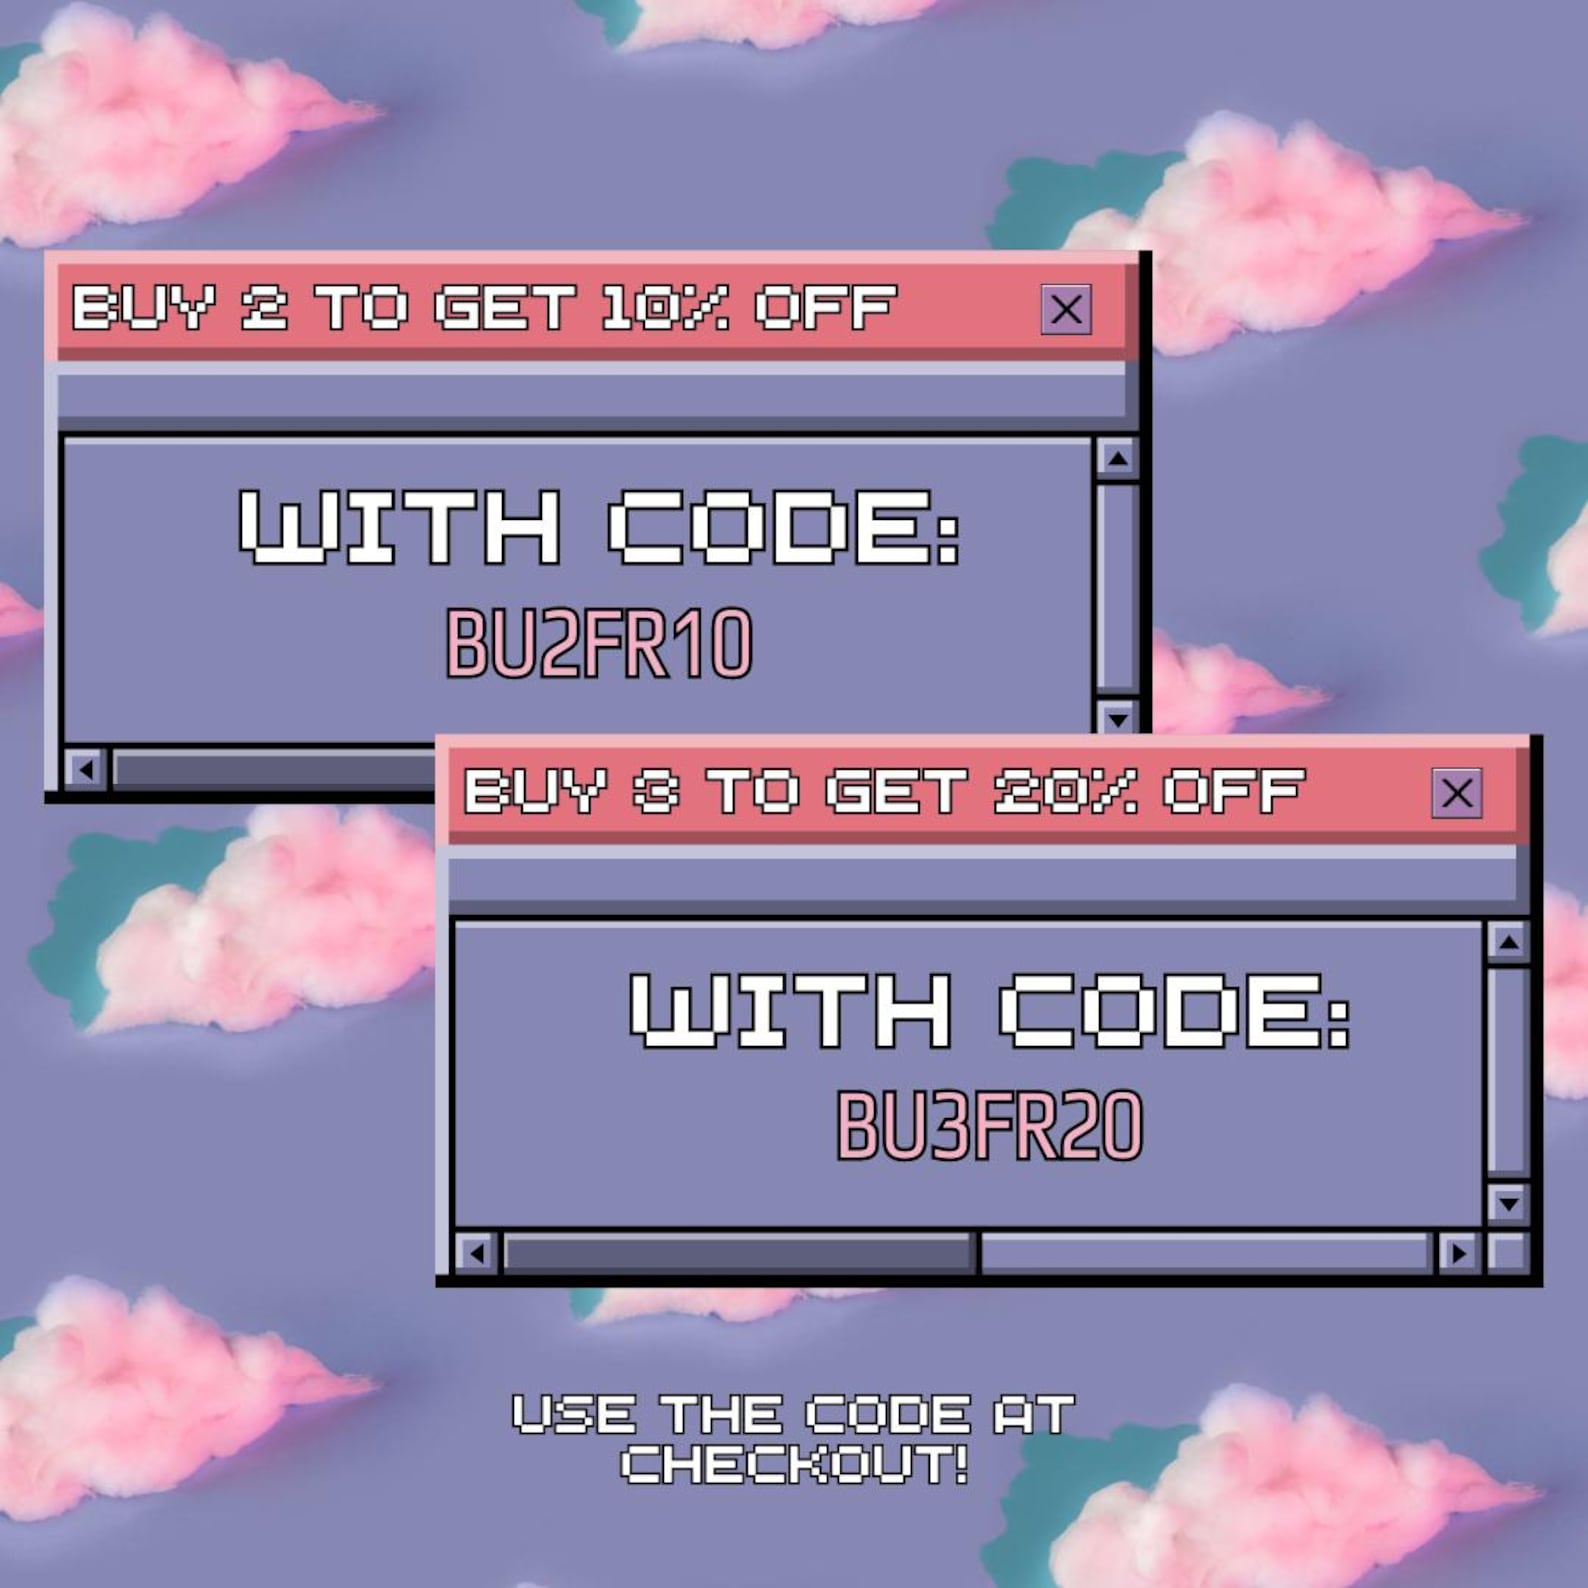 BUY 2 TO GET 10% OFF
WITH CODE:
BU2FR10
BUY 3 TO GET 20% OFF
WITH CODE:
BU3FR20
USE THE CODE AT
CHECKOUT!